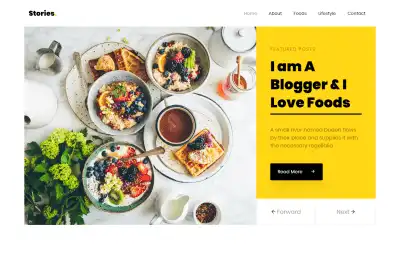 Stories.
Home About Foods Lifestyle Contact
FEATURED POSTS
I am A
Blogger & I
Love Foods
A small river named Duden flows
by their place and supplies it with
the necessary regelialia.
Read More →
← Forward
Next →